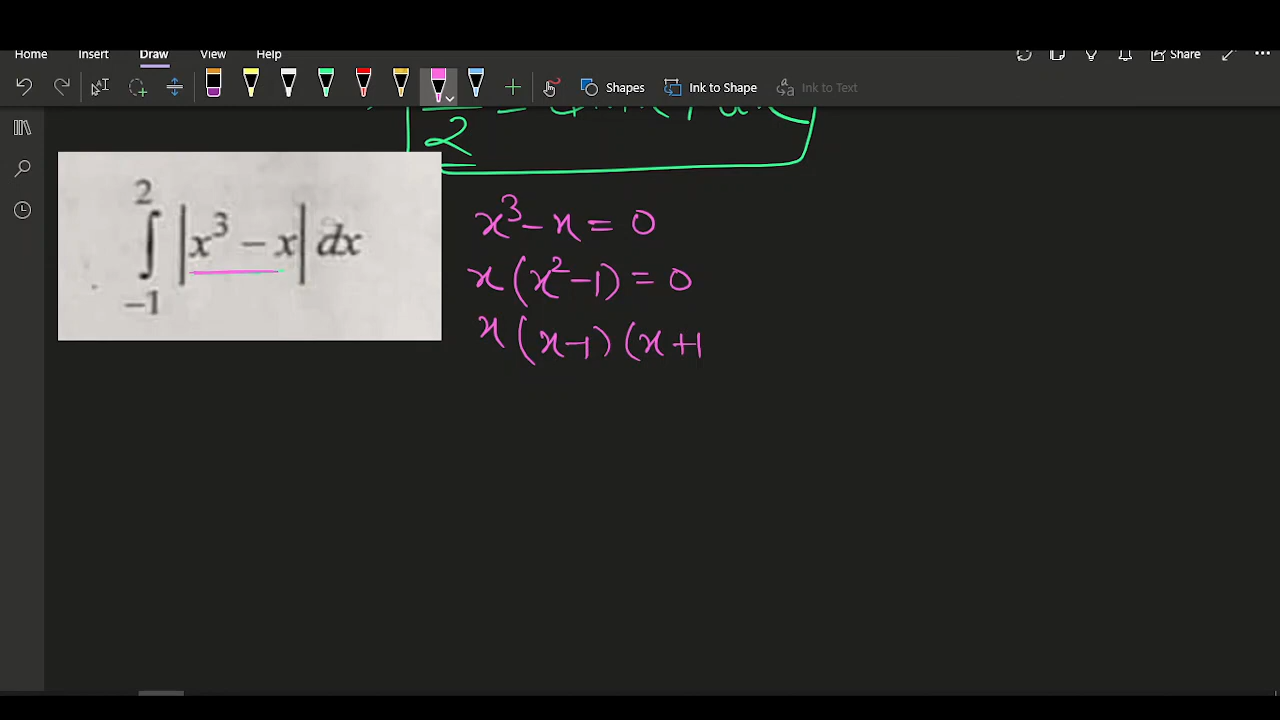 Home Insert Draw View Help Share
Shapes Ink to Shape Ink to Text
2
2
∫ |x³ − x| dx
−1
x³ − x = 0
x (x² − 1) = 0
x (x − 1) (x + 1